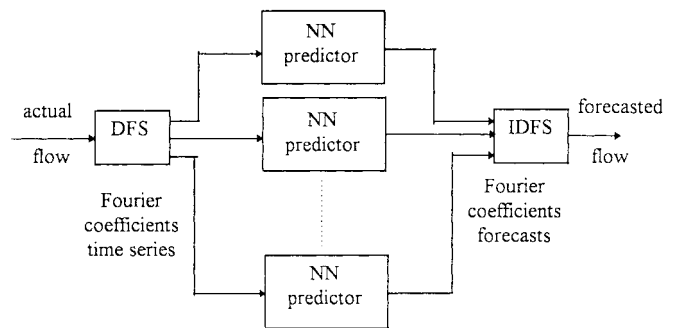 NN
predictor
actual
flow
DFS
NN
predictor
IDFS
forecasted
flow
Fourier
coefficients
time series
Fourier
coefficients
forecasts
NN
predictor